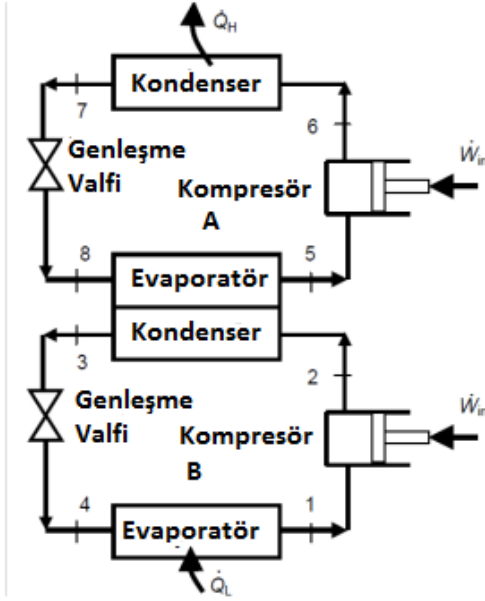 Q̇H
Kondenser
7
6
Genleşme
Valfi
Ẇin
Kompresör
A
8
Evaporatör
5
Kondenser
3
2
Genleşme
Valfi
Ẇin
Kompresör
B
4
Evaporatör
1
Q̇L